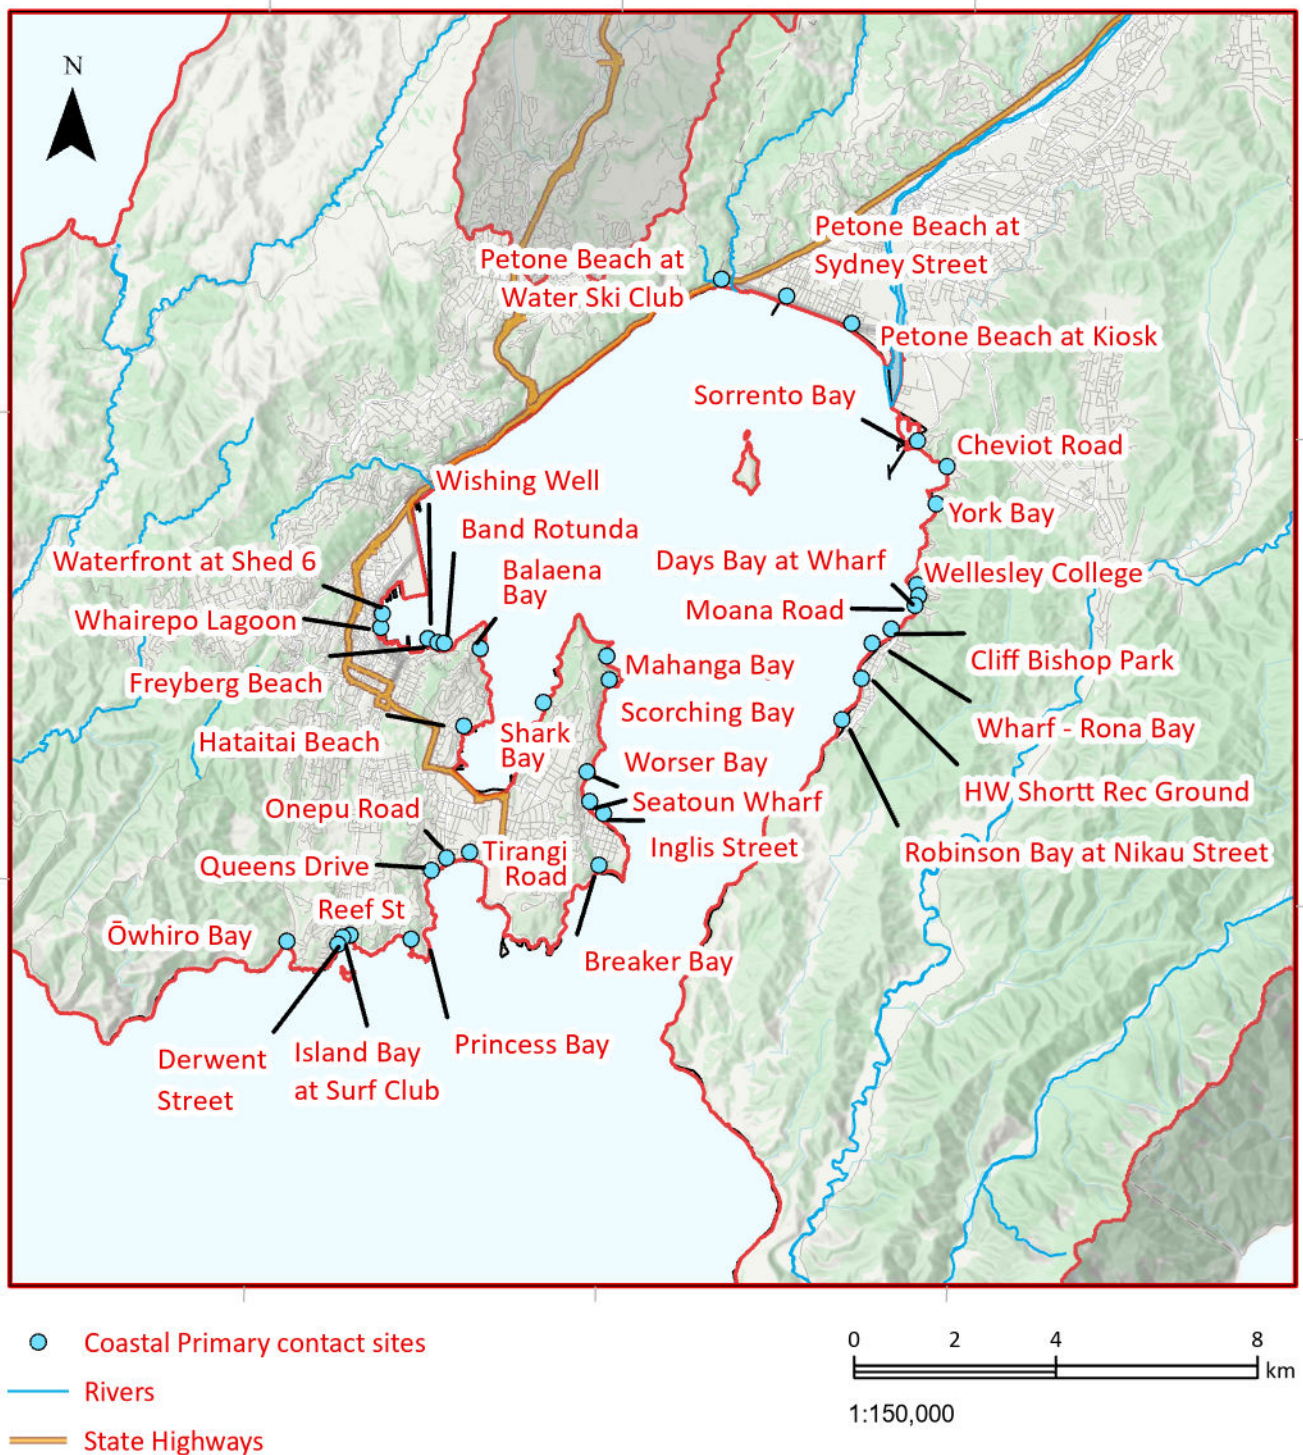 N
Petone Beach at
Sydney Street
Petone Beach at
Water Ski Club
Petone Beach at Kiosk
Sorrento Bay
Cheviot Road
Wishing Well
York Bay
Band Rotunda
Waterfront at Shed 6
Days Bay at Wharf
Balaena
Bay
Wellesley College
Whairepo Lagoon
Moana Road
Mahanga Bay
Cliff Bishop Park
Freyberg Beach
Scorching Bay
Wharf - Rona Bay
Hataitai Beach
Shark
Bay
Worser Bay
HW Shortt Rec Ground
Onepu Road
Seatoun Wharf
Inglis Street
Robinson Bay at Nikau Street
Queens Drive
Tirangi
Road
Reef St
Ōwhiro Bay
Breaker Bay
Derwent
Street
Island Bay
at Surf Club
Princess Bay
Coastal Primary contact sites
Rivers
State Highways
0 2 4 8
km
1:150,000